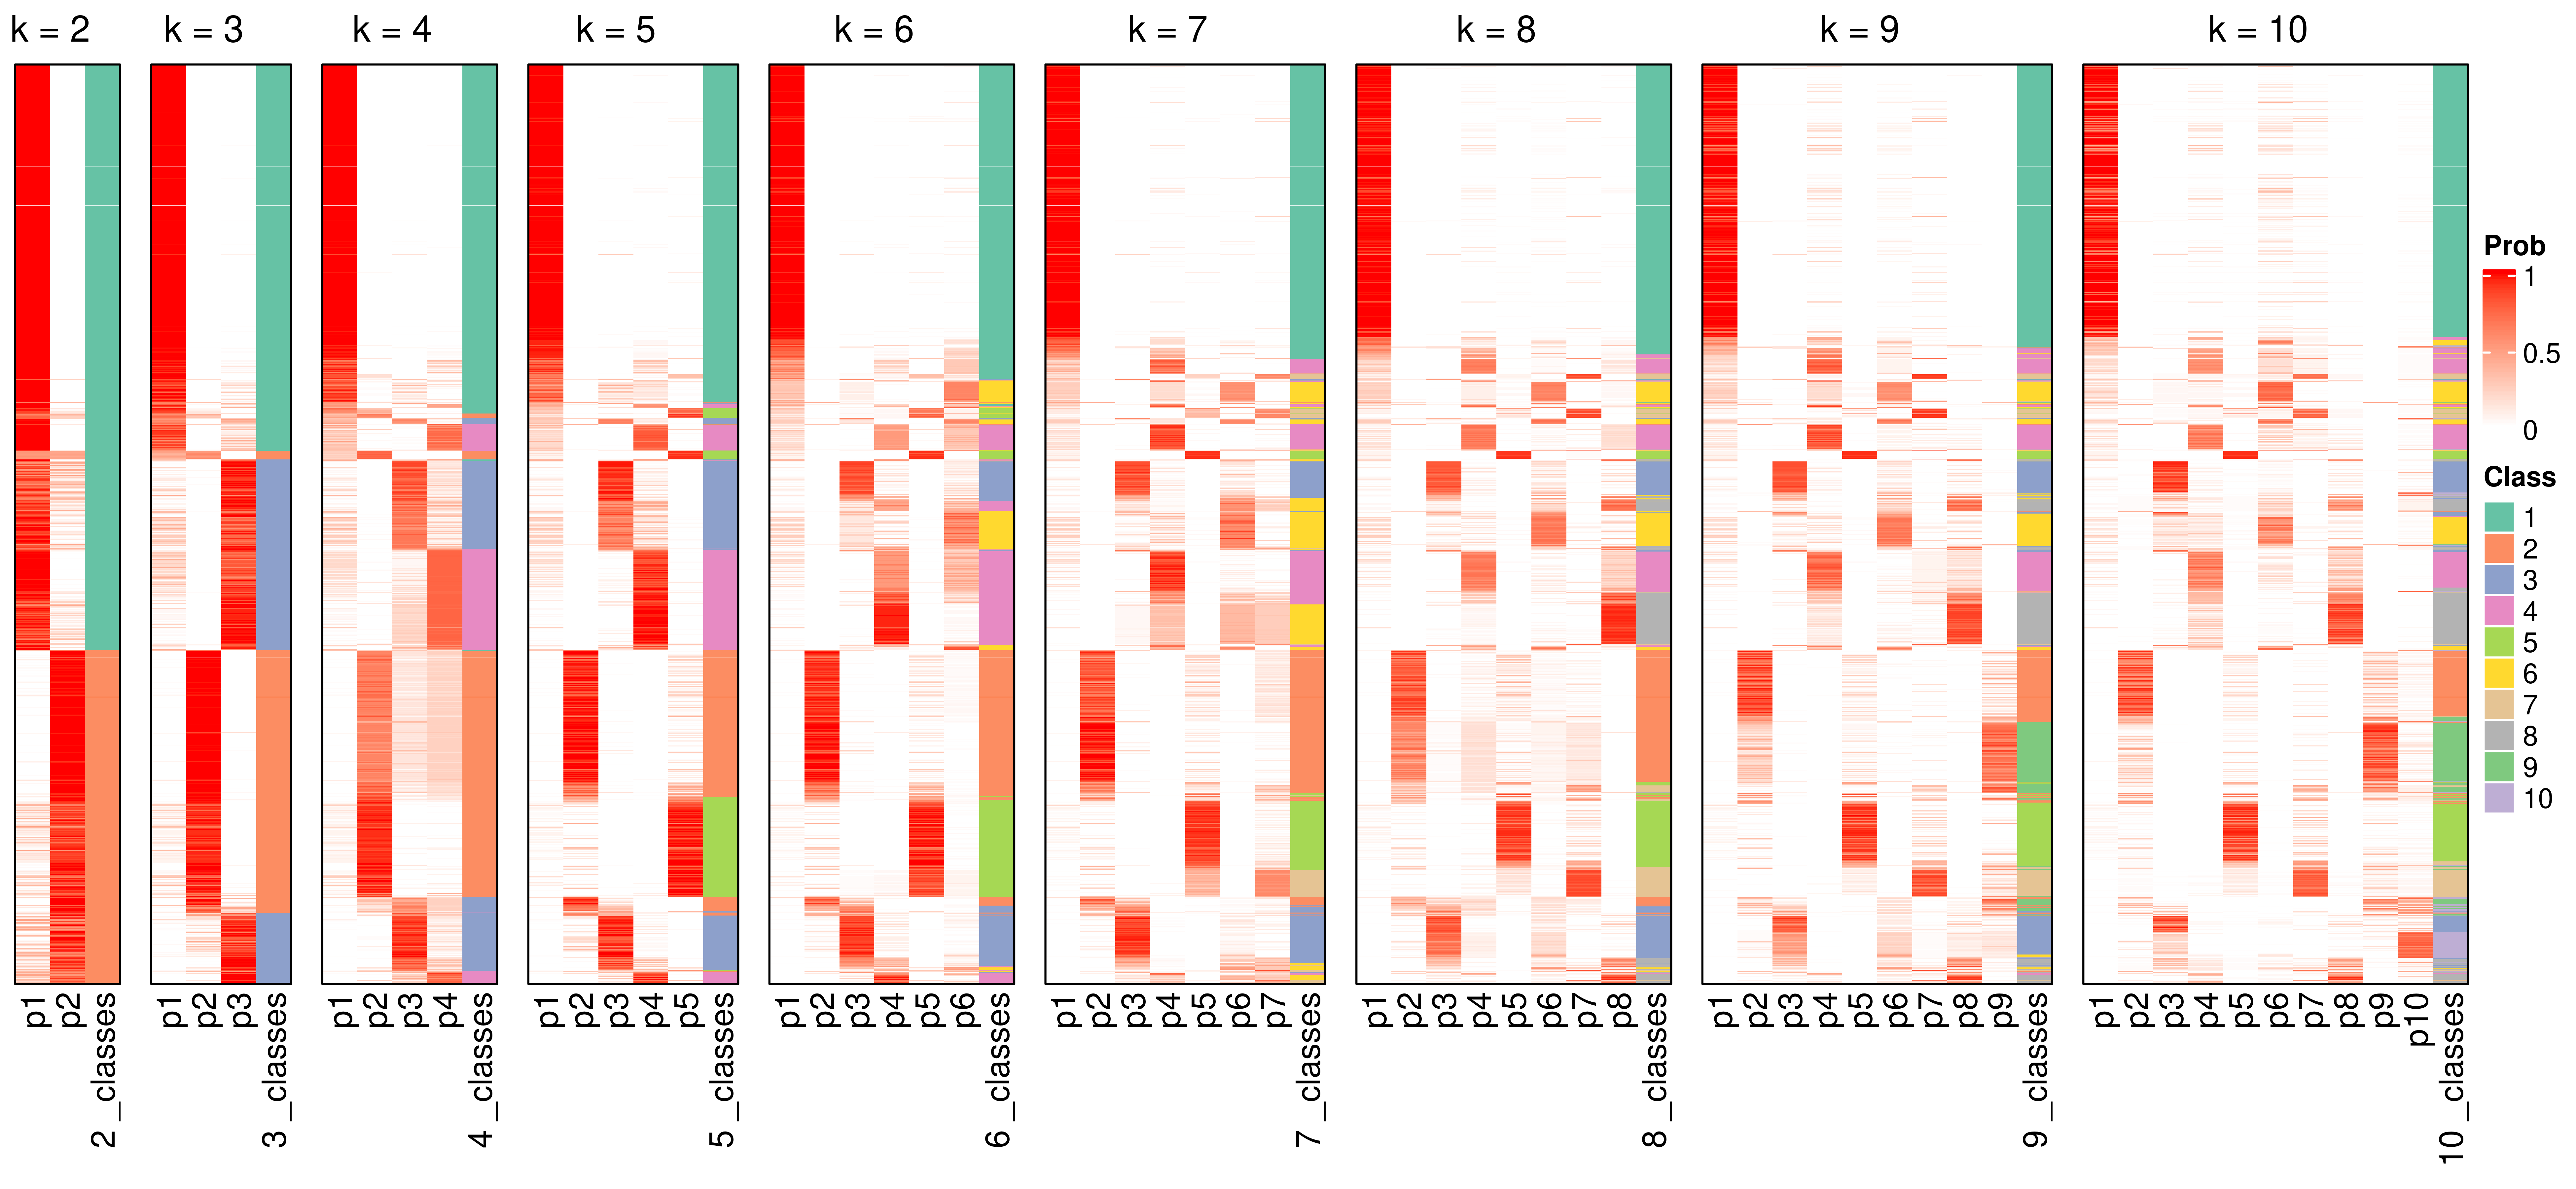 k = 2
k = 3
k = 4
k = 5
k = 6
k = 7
k = 8
k = 9
k = 10
p1
p2
2_classes
p1
p2
p3
3_classes
p1
p2
p3
p4
4_classes
p1
p2
p3
p4
p5
5_classes
p1
p2
p3
p4
p5
p6
6_classes
p1
p2
p3
p4
p5
p6
p7
7_classes
p1
p2
p3
p4
p5
p6
p7
p8
8_classes
p1
p2
p3
p4
p5
p6
p7
p8
p9
9_classes
p1
p2
p3
p4
p5
p6
p7
p8
p9
p10
10_classes
Prob
1
0.5
0
Class
1
2
3
4
5
6
7
8
9
10